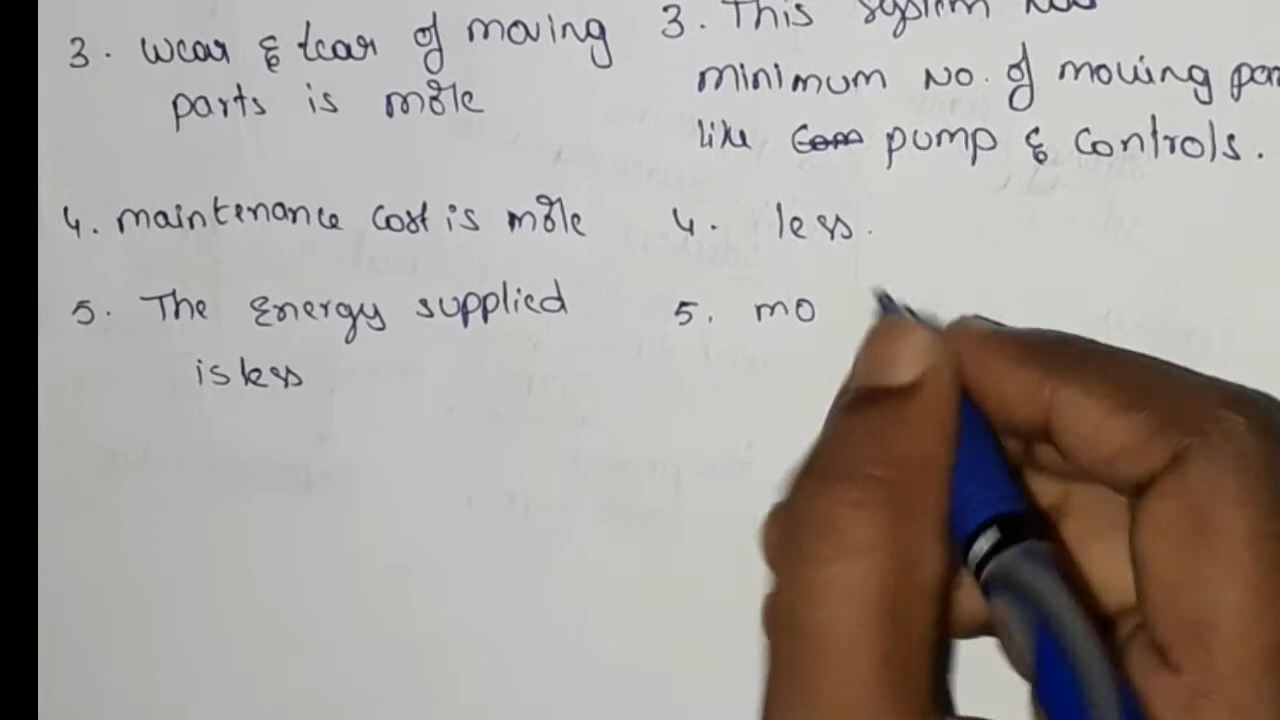 3. wear & tear of moving
parts is more
4. maintenance cost is more
5. The Energy supplied
is less
3. This system has
minimum No. of moving par
like Com pump & controls.
4. less.
5. mo